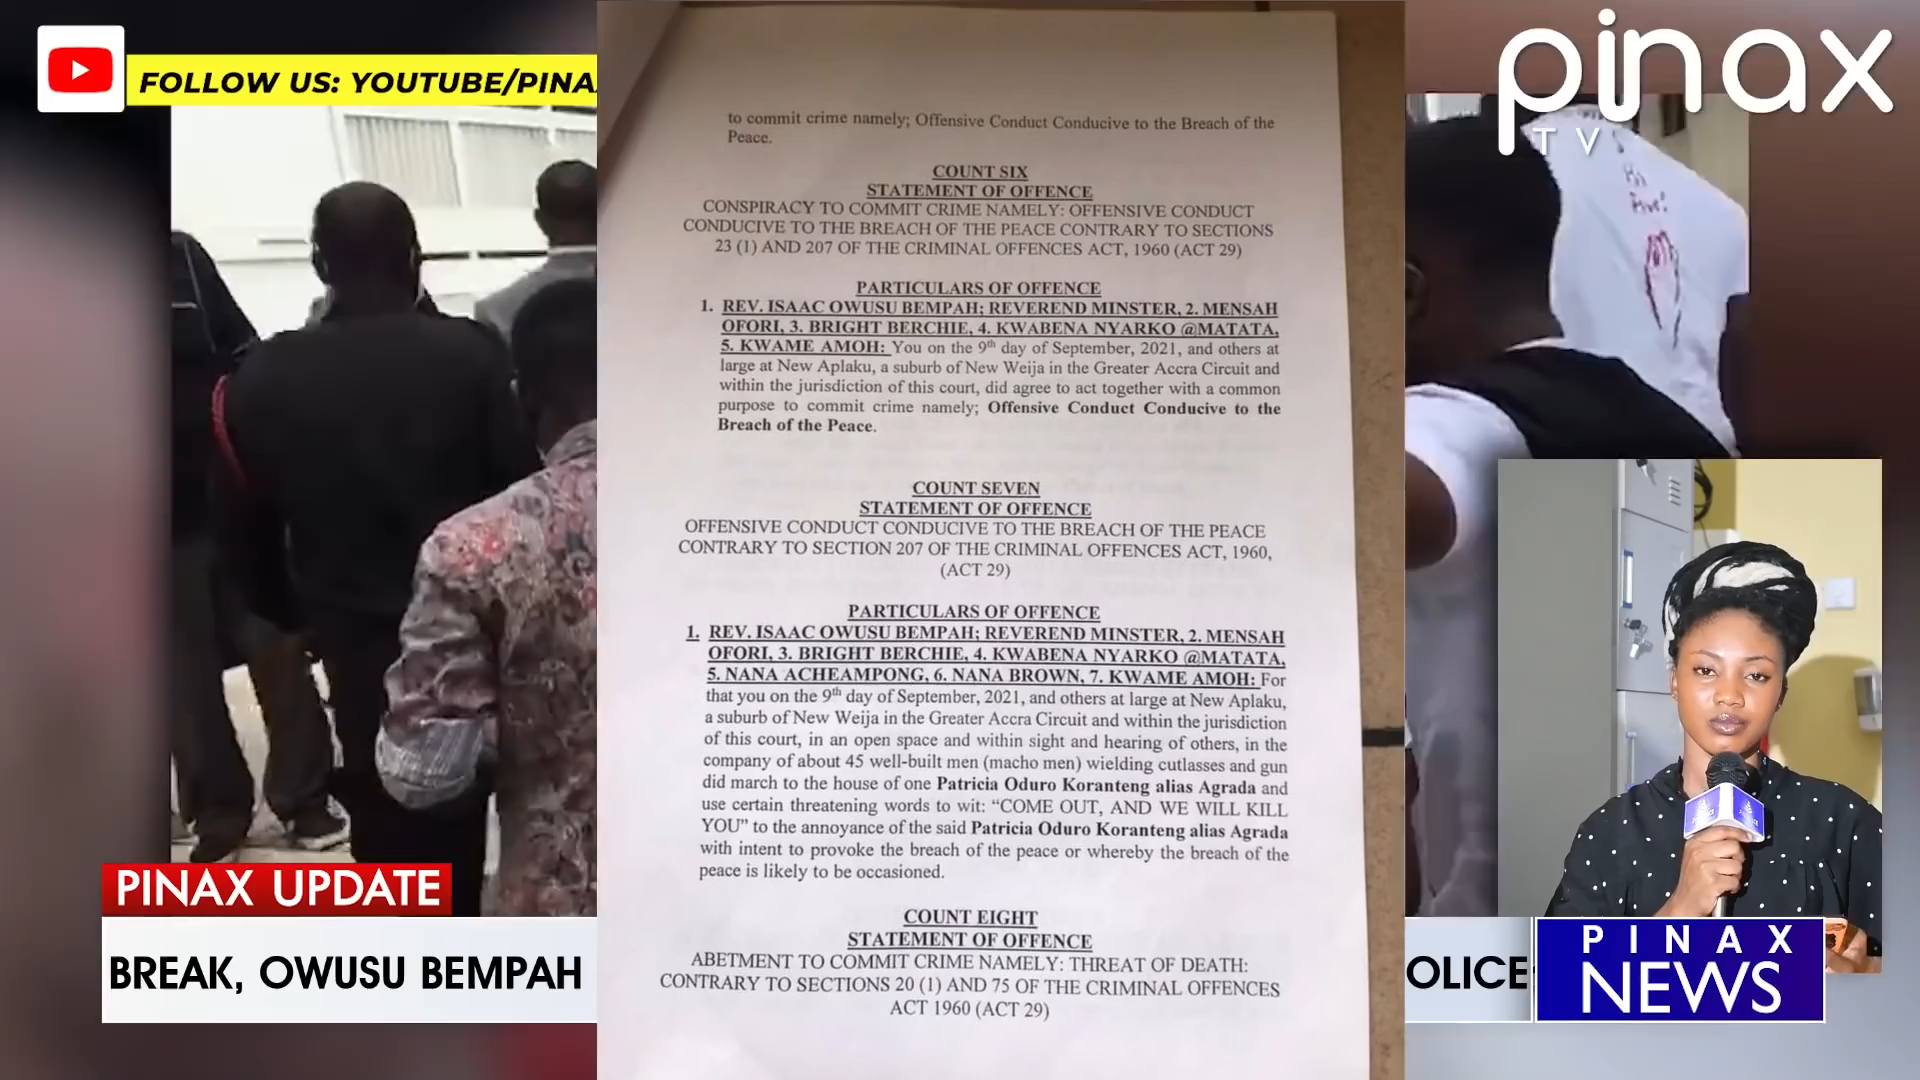 FOLLOW US: YOUTUBE/PINA
pinax
TV
to commit crime namely; Offensive Conduct Conducive to the Breach of the
Peace.
COUNT SIX
STATEMENT OF OFFENCE
CONSPIRACY TO COMMIT CRIME NAMELY: OFFENSIVE CONDUCT
CONDUCIVE TO THE BREACH OF THE PEACE CONTRARY TO SECTIONS
23 (1) AND 207 OF THE CRIMINAL OFFENCES ACT, 1960 (ACT 29)
PARTICULARS OF OFFENCE
1. REV. ISAAC OWUSU BEMPAH; REVEREND MINSTER, 2. MENSAH
OFORI, 3. BRIGHT BERCHIE, 4. KWABENA NYARKO @MATATA,
5. KWAME AMOH: You on the 9th day of September, 2021, and others at
large at New Aplaku, a suburb of New Weija in the Greater Accra Circuit and
within the jurisdiction of this court, did agree to act together with a common
purpose to commit crime namely; Offensive Conduct Conducive to the
Breach of the Peace.
COUNT SEVEN
STATEMENT OF OFFENCE
OFFENSIVE CONDUCT CONDUCIVE TO THE BREACH OF THE PEACE
CONTRARY TO SECTION 207 OF THE CRIMINAL OFFENCES ACT, 1960,
(ACT 29)
PARTICULARS OF OFFENCE
1. REV. ISAAC OWUSU BEMPAH; REVEREND MINSTER, 2. MENSAH
OFORI, 3. BRIGHT BERCHIE, 4. KWABENA NYARKO @MATATA,
5. NANA ACHEAMPONG, 6. NANA BROWN, 7. KWAME AMOH: For
that you on the 9th day of September, 2021, and others at large at New Aplaku,
a suburb of New Weija in the Greater Accra Circuit and within the jurisdiction
of this court, in an open space and within sight and hearing of others, in the
company of about 45 well-built men (macho men) wielding cutlasses and gun
did march to the house of one Patricia Oduro Koranteng alias Agrada and
use certain threatening words to wit: “COME OUT, AND WE WILL KILL
YOU” to the annoyance of the said Patricia Oduro Koranteng alias Agrada
with intent to provoke the breach of the peace or whereby the breach of the
peace is likely to be occasioned.
COUNT EIGHT
STATEMENT OF OFFENCE
ABETMENT TO COMMIT CRIME NAMELY: THREAT OF DEATH:
CONTRARY TO SECTIONS 20 (1) AND 75 OF THE CRIMINAL OFFENCES
ACT 1960 (ACT 29)
PINAX UPDATE
BREAK, OWUSU BEMPAH
OLICE
PINAX
NEWS